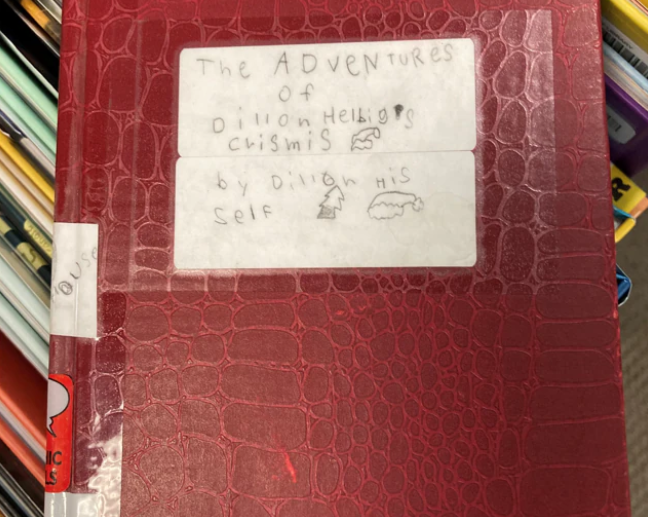 The ADVENTURES
Of
Dillon Helbig's
crismis
by Dillon His
Self